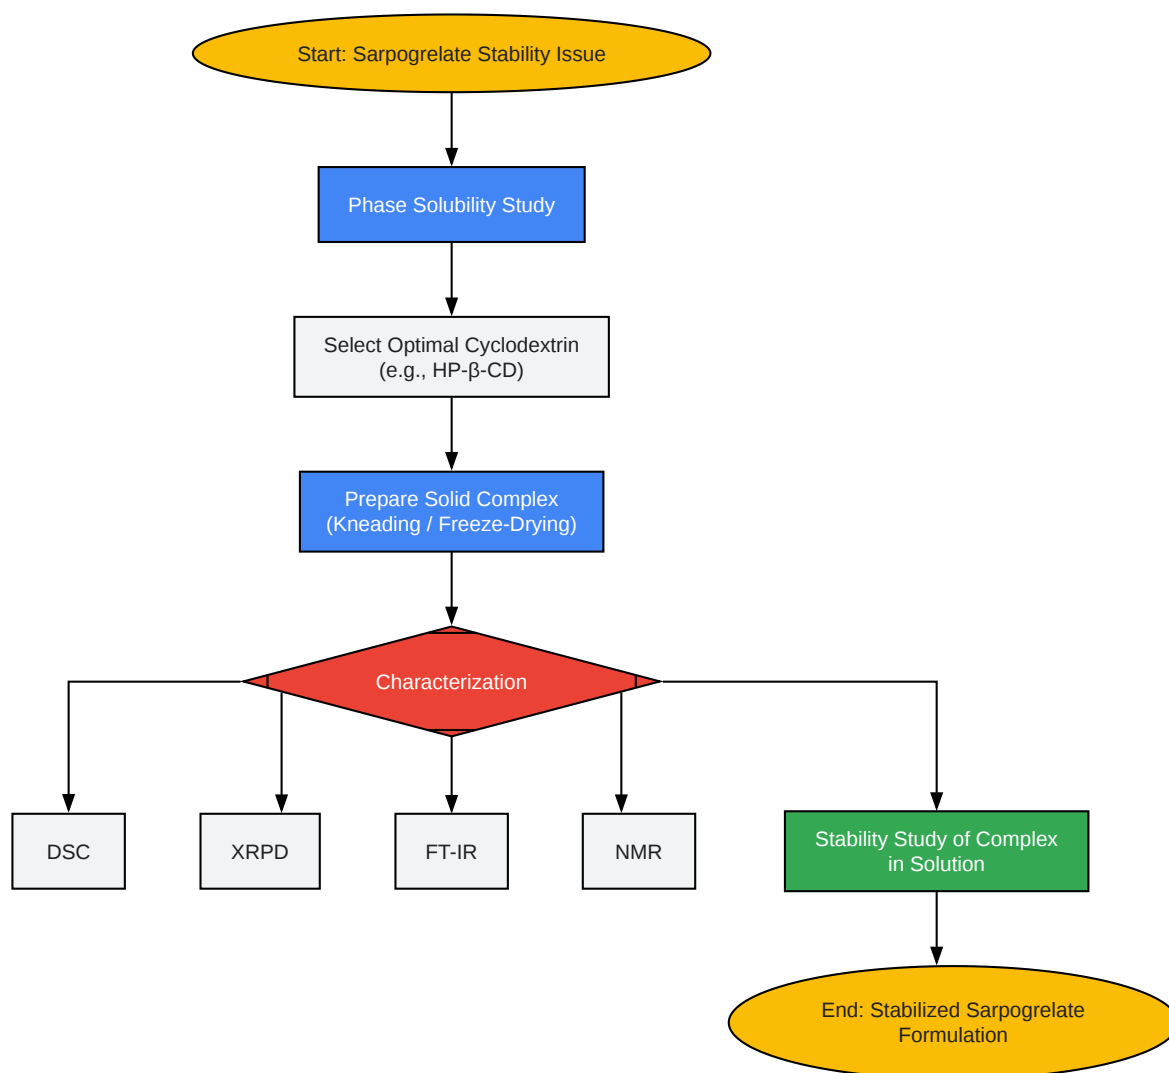 Start: Sarpogrelate Stability Issue
Phase Solubility Study
Select Optimal Cyclodextrin
(e.g., HP-β-CD)
Prepare Solid Complex
(Kneading / Freeze-Drying)
Characterization
DSC
XRPD
FT-IR
NMR
Stability Study of Complex
in Solution
End: Stabilized Sarpogrelate
Formulation